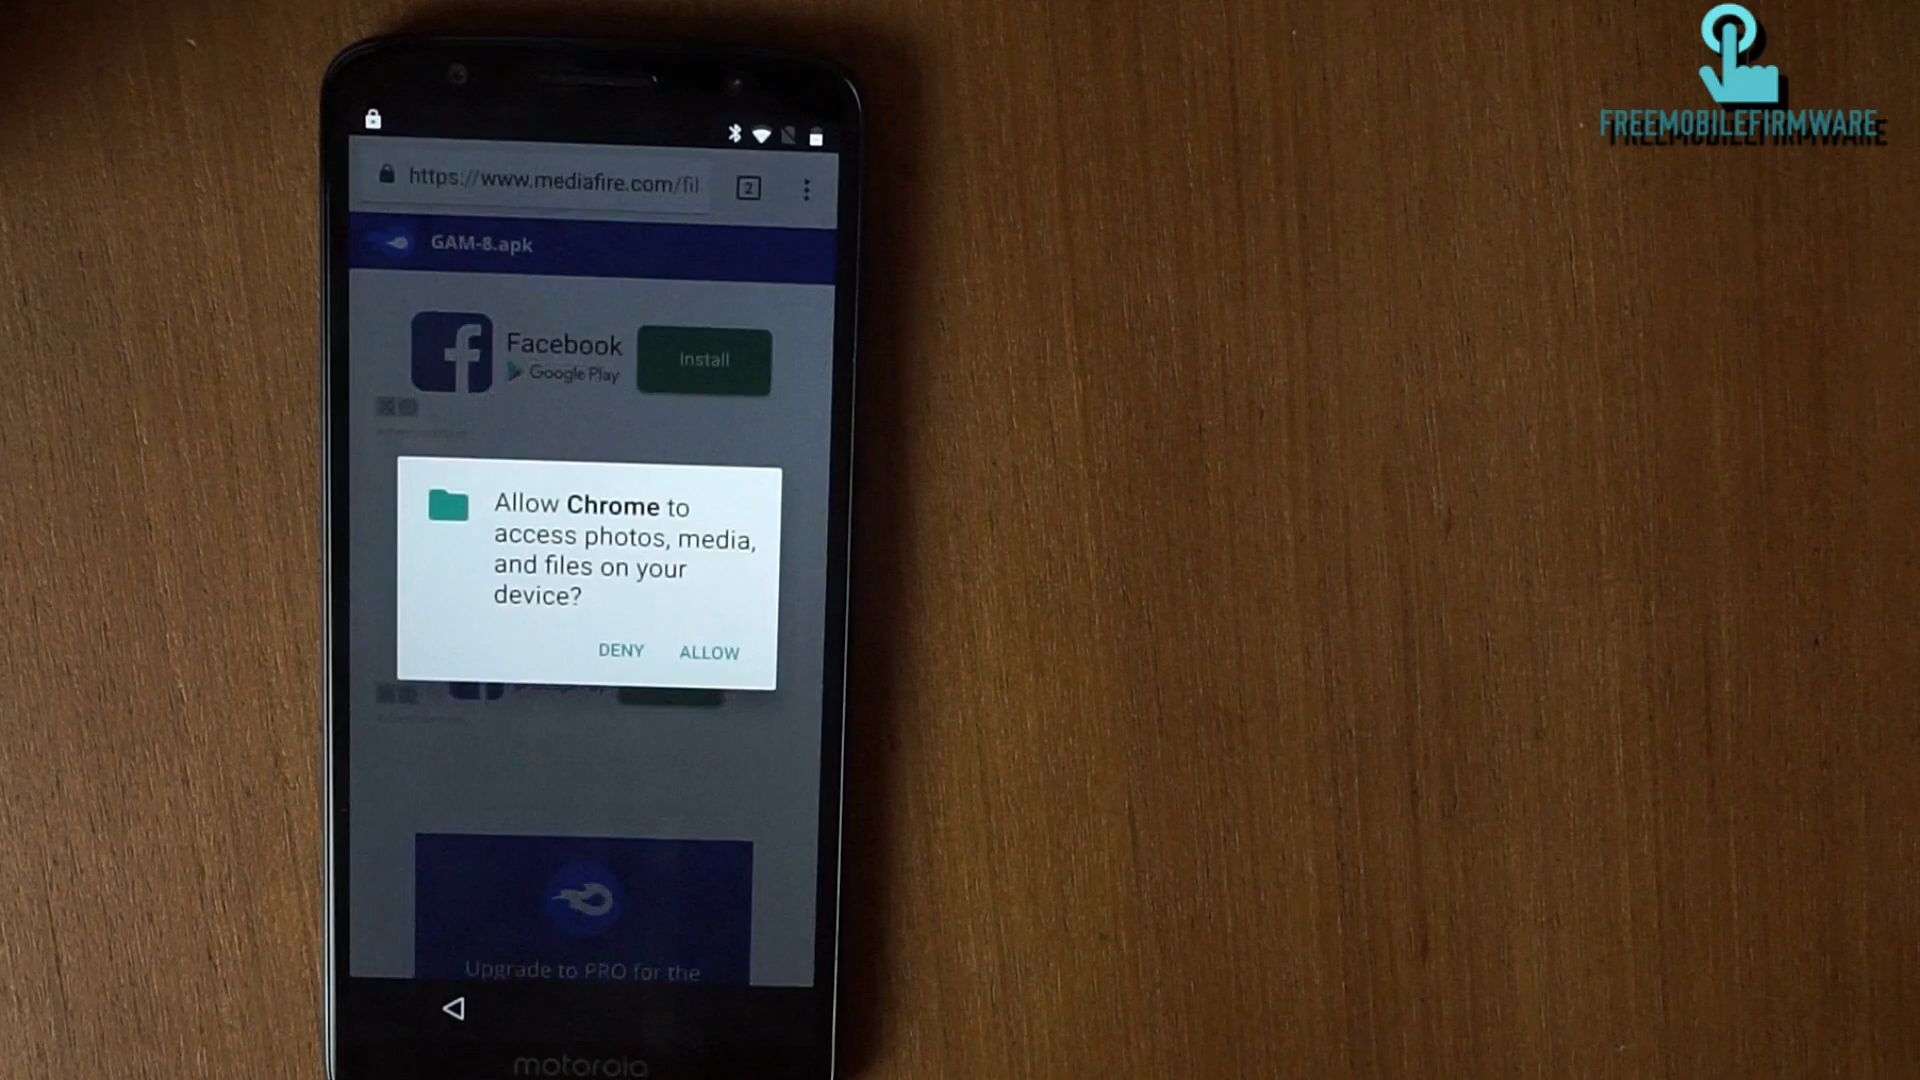 FREEMOBILEFIRMWARE
https://www.mediafire.com/fil
2
GAM-8.apk
Facebook
Google Play
Install
Allow Chrome to
access photos, media,
and files on your
device?
DENY
ALLOW
Upgrade to PRO for the
motorola